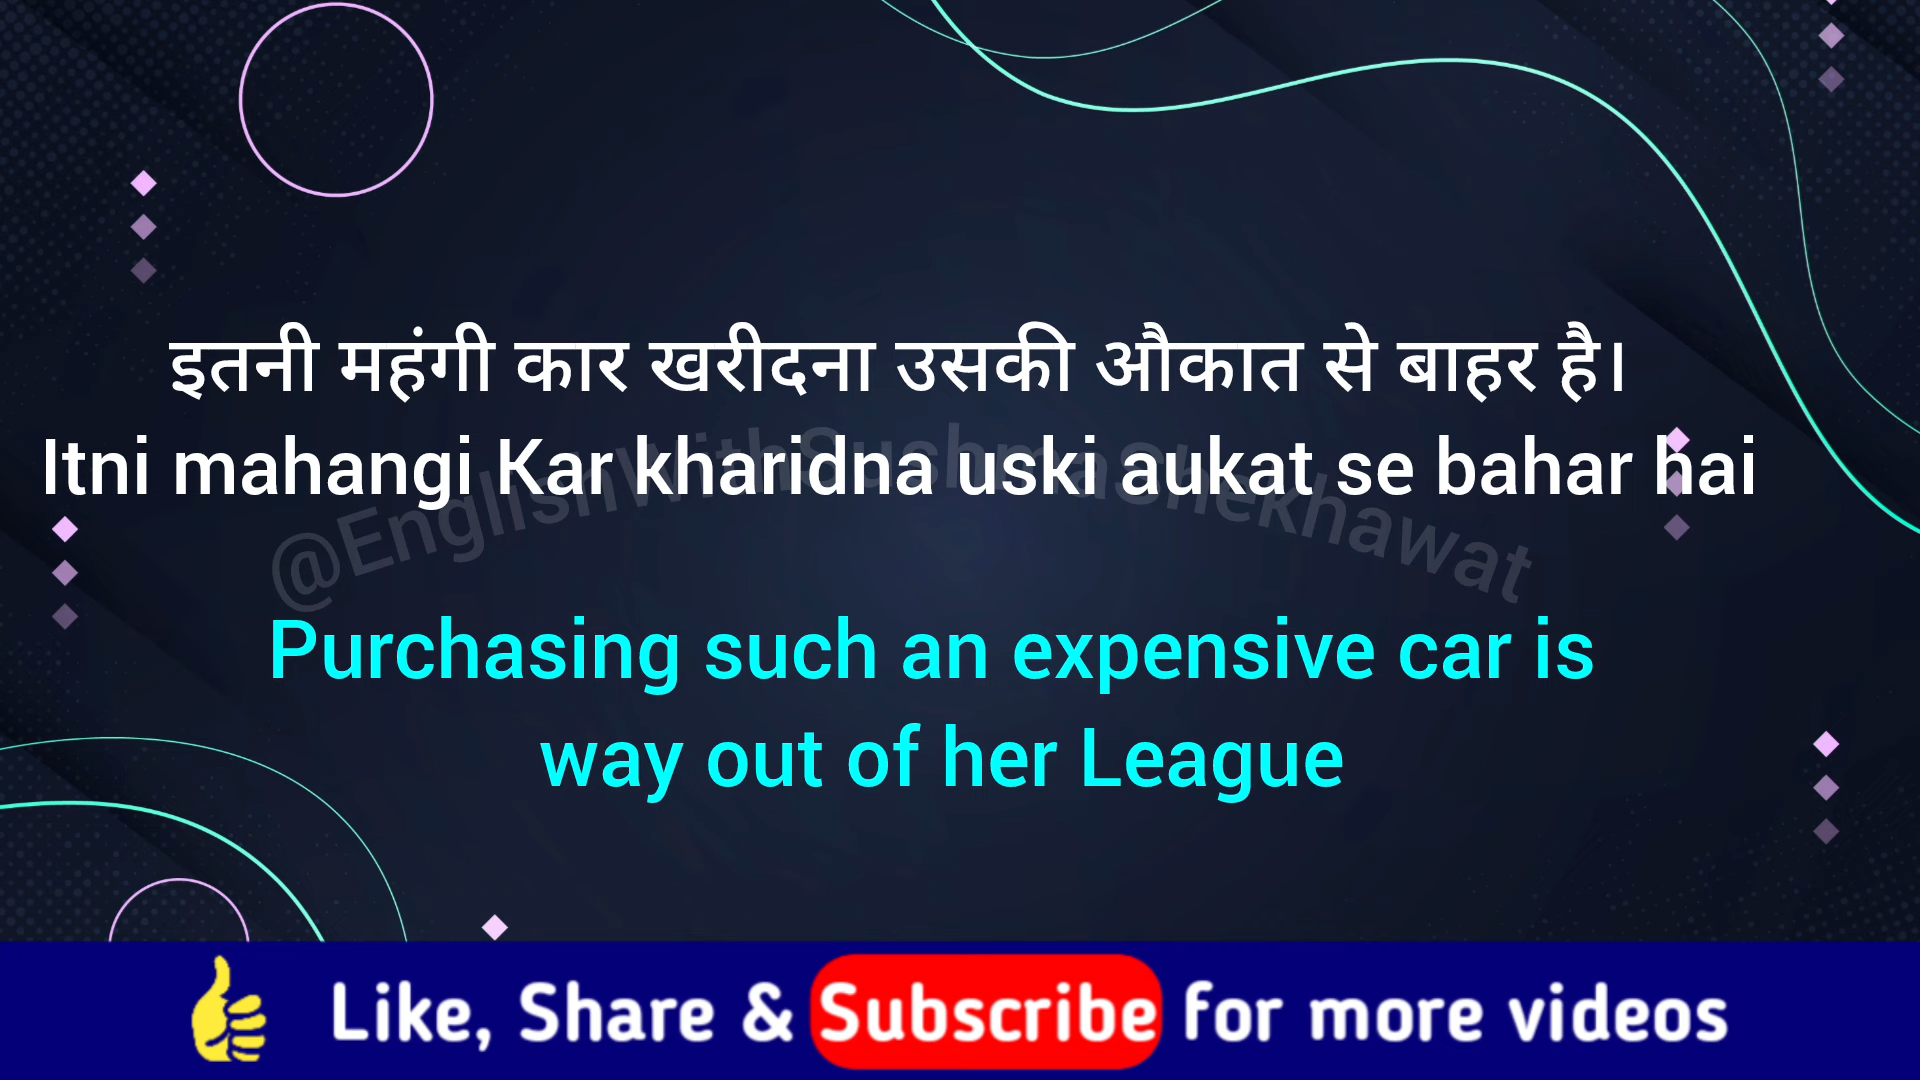 इतनी महंगी कार खरीदना उसकी औकात से बाहर है।
Itni mahangi Kar kharidna uski aukat se bahar hai
@EnglishWithSushmaShekhawat
Purchasing such an expensive car is
way out of her League
Like, Share & Subscribe for more videos